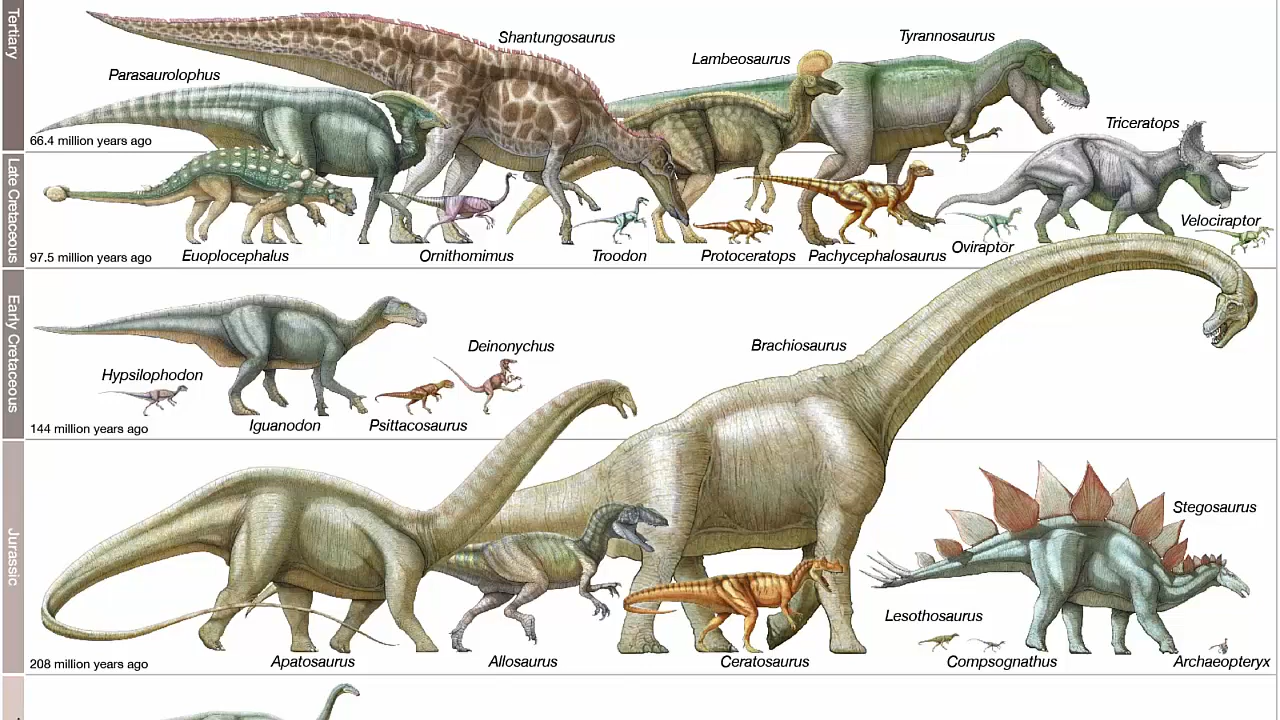 Tertiary
Shantungosaurus
Tyrannosaurus
Lambeosaurus
Parasaurolophus
Triceratops
66.4 million years ago
Late Cretaceous
Velociraptor
Oviraptor
Euoplocephalus
Ornithomimus
Troodon
Protoceratops
Pachycephalosaurus
97.5 million years ago
Early Cretaceous
Brachiosaurus
Deinonychus
Hypsilophodon
Iguanodon
Psittacosaurus
144 million years ago
Jurassic
Stegosaurus
Lesothosaurus
Apatosaurus
Allosaurus
Ceratosaurus
Compsognathus
Archaeopteryx
208 million years ago